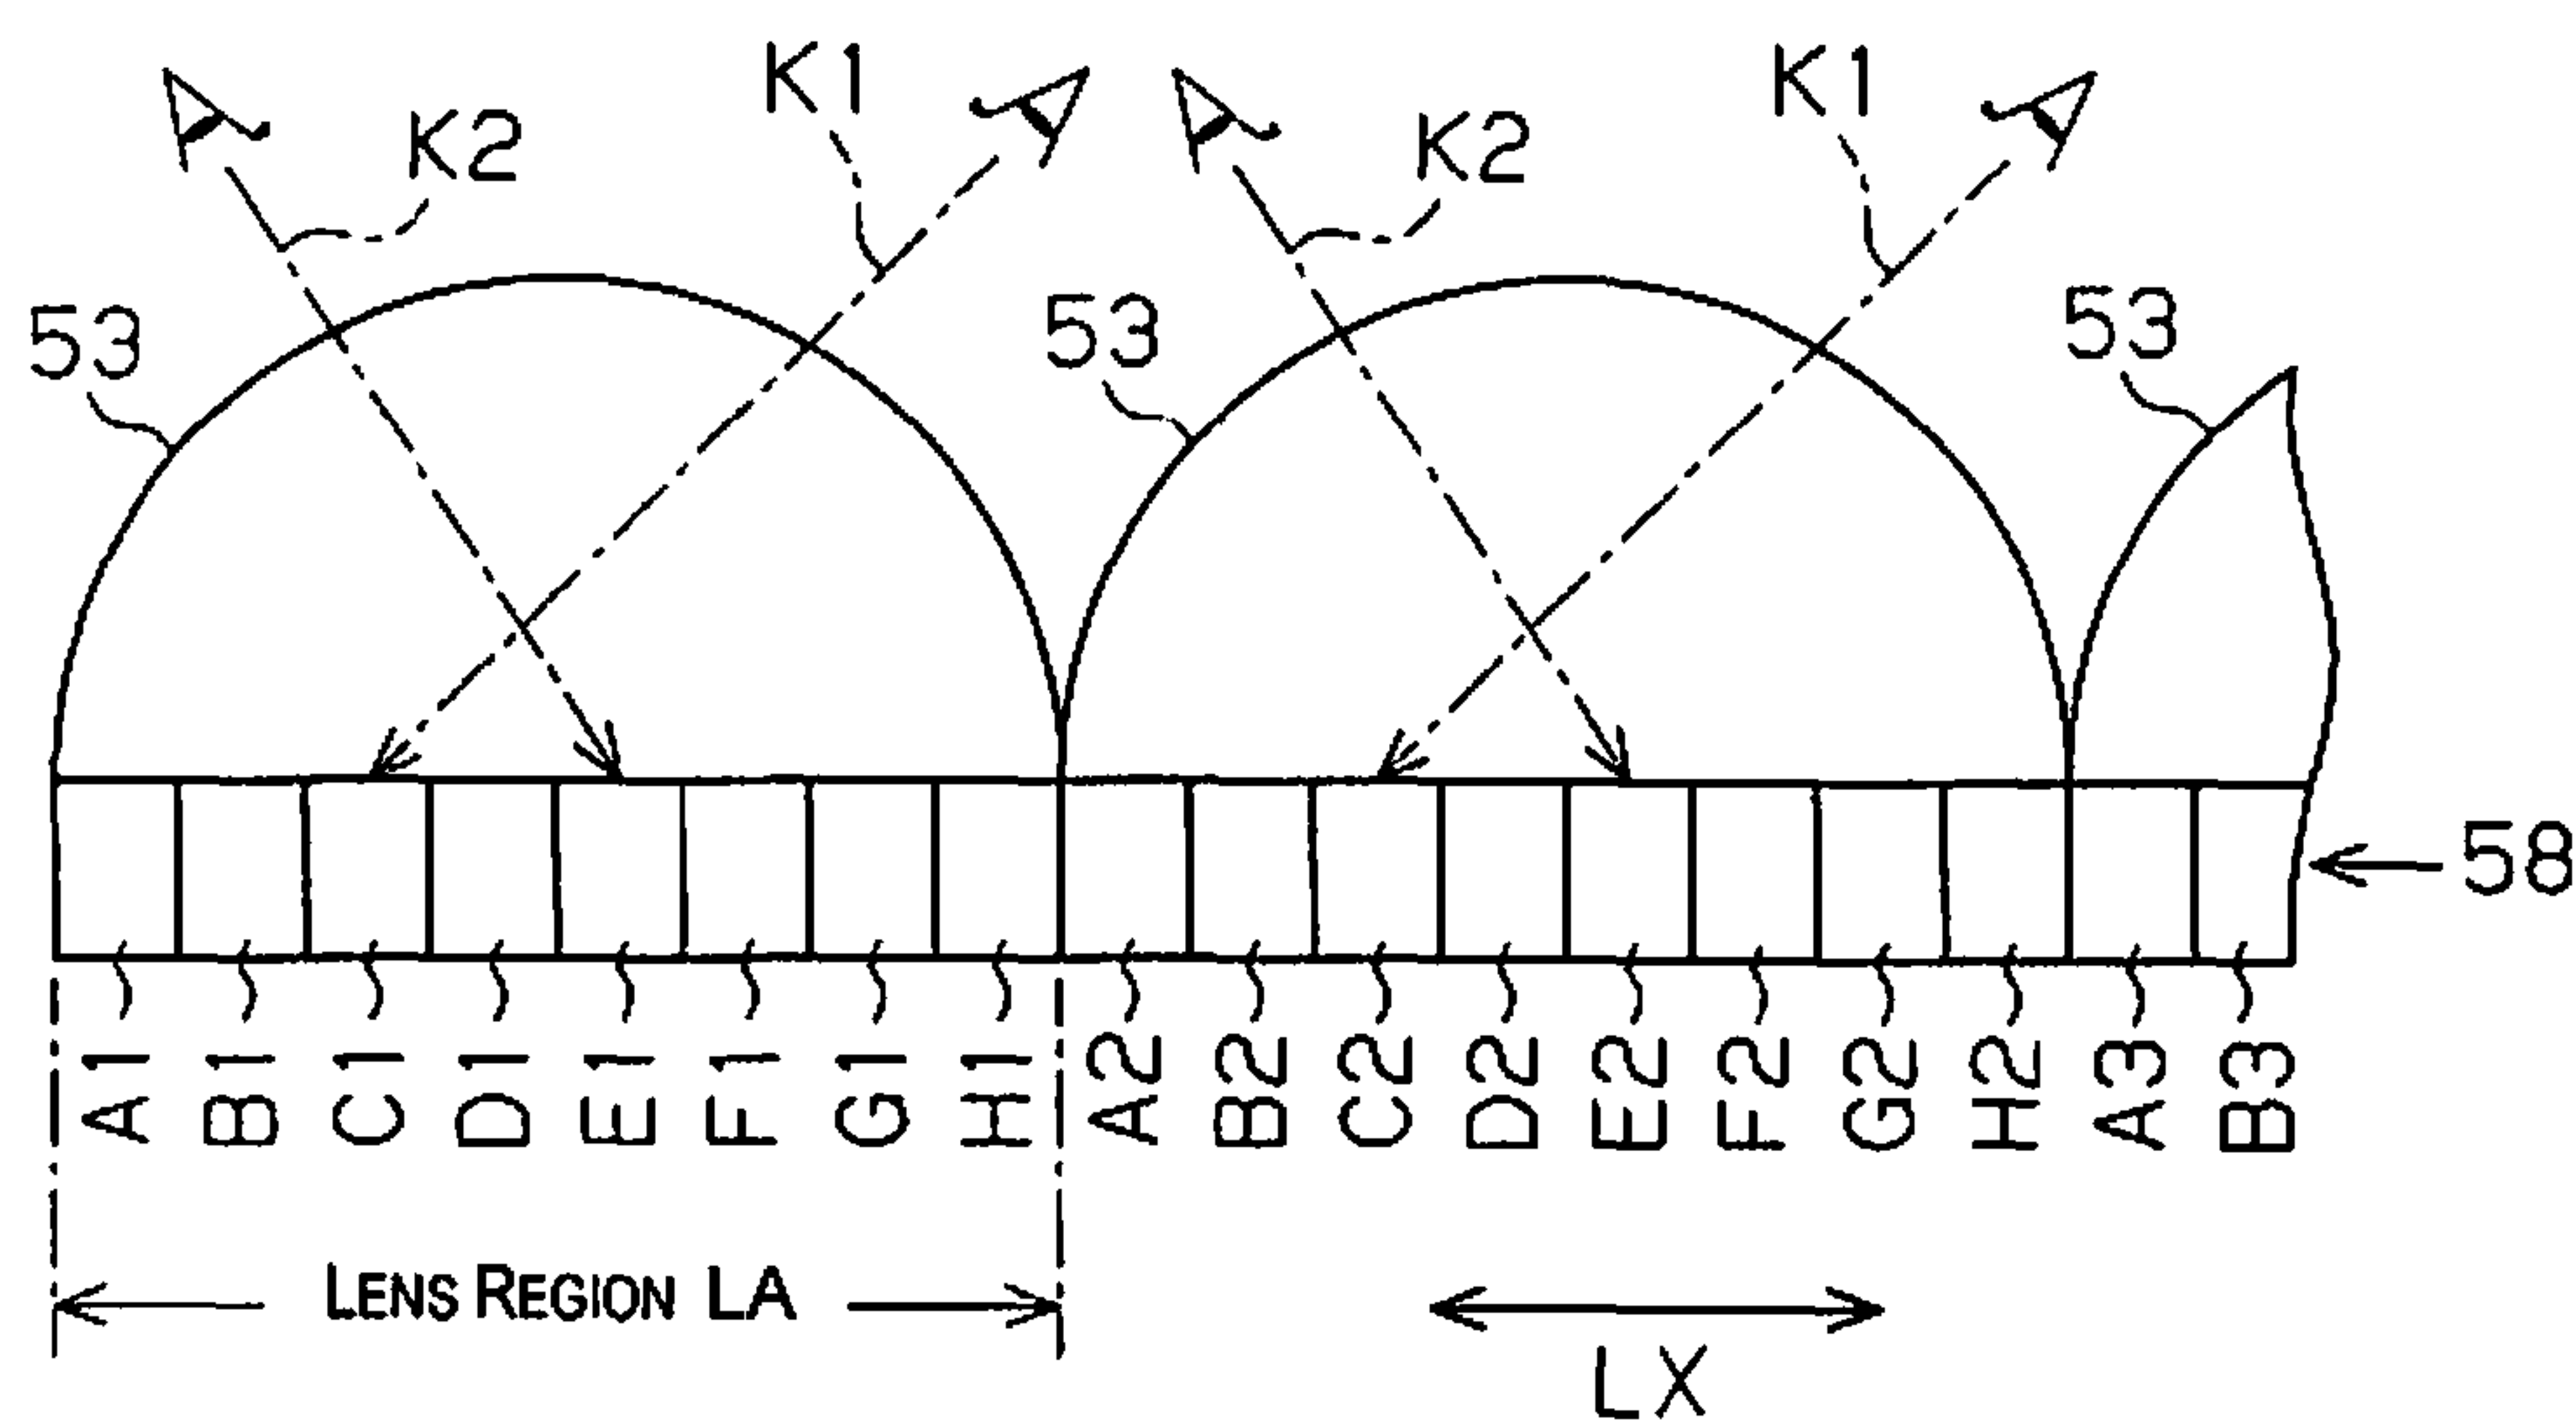 K1 K1
K2 K2
53 53 53
58
A1 B1 C1 D1 E1 F1 G1 H1 A2 B2 C2 D2 E2 F2 G2 H2 A3 B3
LENS REGION LA
LX